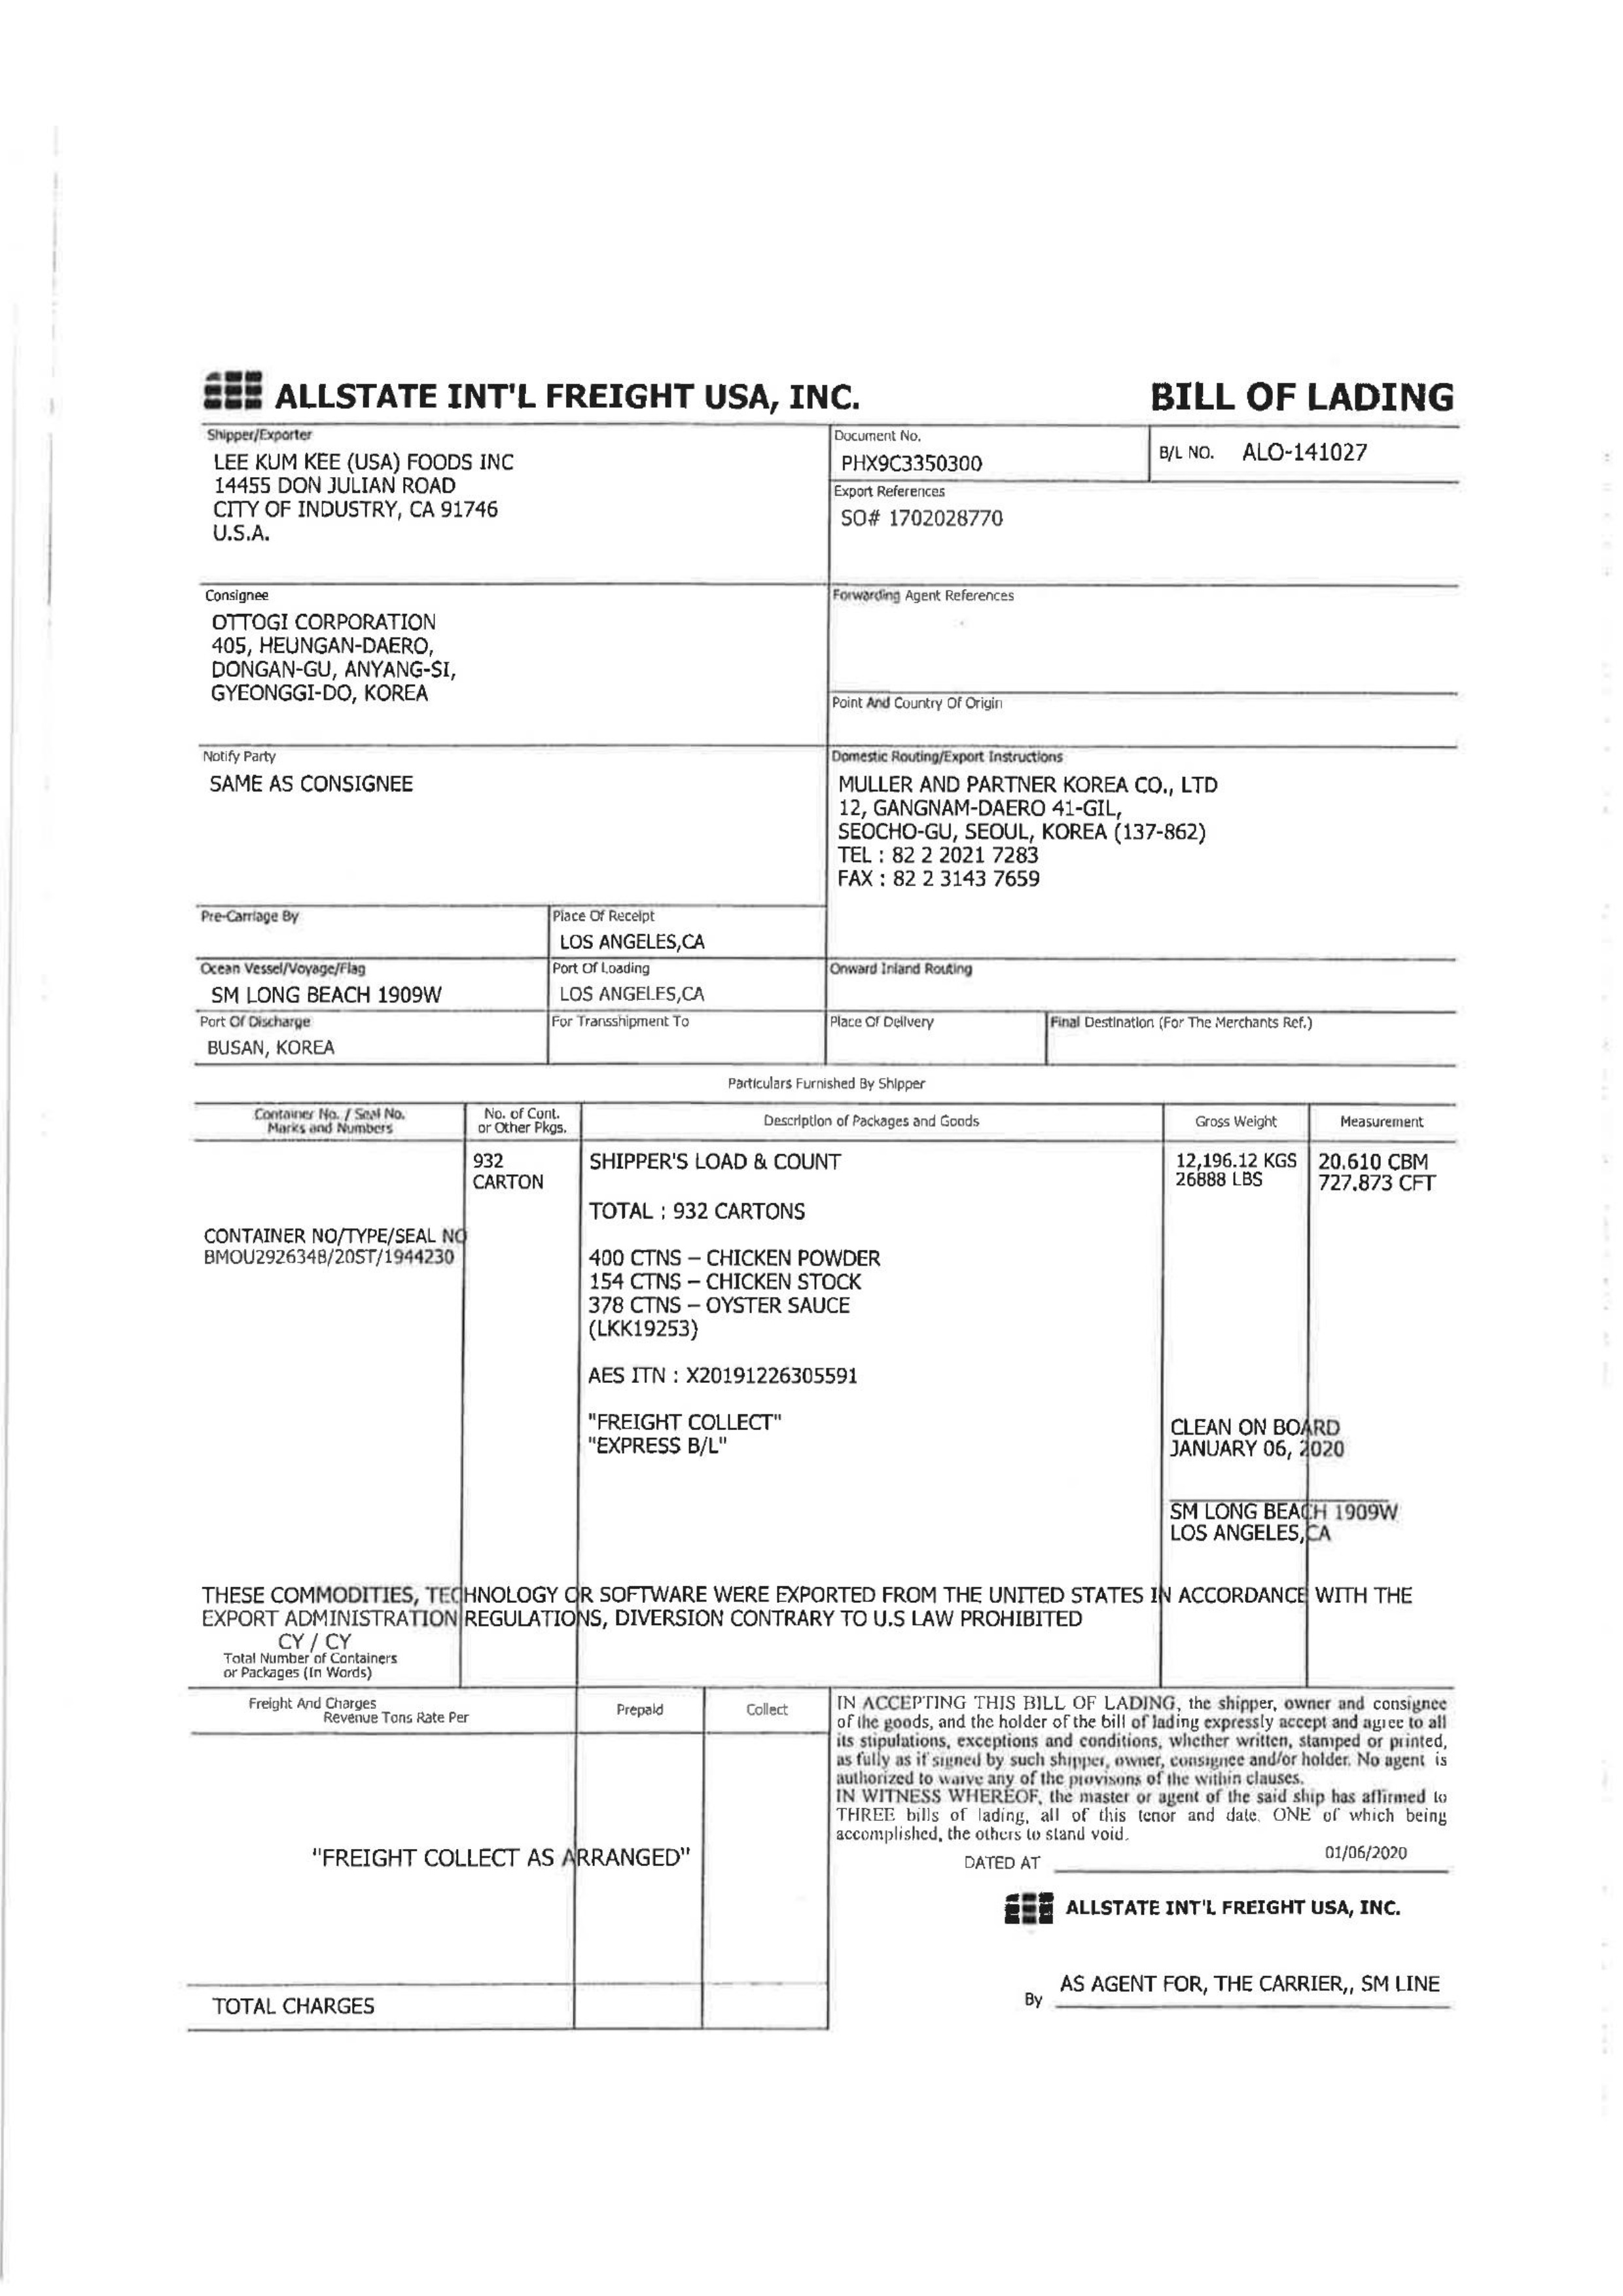 ALLSTATE INT'L FREIGHT USA, INC.
BILL OF LADING
Shipper/Exporter
LEE KUM KEE (USA) FOODS INC
14455 DON JULIAN ROAD
CITY OF INDUSTRY, CA 91746
U.S.A.
Document No.
PHX9C3350300
B/L NO. ALO-141027
Export References
SO# 1702028770
Consignee
OTTOGI CORPORATION
405, HEUNGAN-DAERO,
DONGAN-GU, ANYANG-SI,
GYEONGGI-DO, KOREA
Forwarding Agent References
Point And Country Of Origin
Notify Party
SAME AS CONSIGNEE
Domestic Routing/Export Instructions
MULLER AND PARTNER KOREA CO., LTD
12, GANGNAM-DAERO 41-GIL,
SEOCHO-GU, SEOUL, KOREA (137-862)
TEL : 82 2 2021 7283
FAX : 82 2 3143 7659
Pre-Carriage By
Place Of Receipt
LOS ANGELES,CA
Ocean Vessel/Voyage/Flag
SM LONG BEACH 1909W
Port Of Loading
LOS ANGELES,CA
Onward Inland Routing
Port Of Discharge
BUSAN, KOREA
For Transshipment To
Place Of Delivery
Final Destination (For The Merchants Ref.)
Particulars Furnished By Shipper
Container No. / Seal No.
Marks and Numbers
No. of Cont.
or Other Pkgs.
Description of Packages and Goods
Gross Weight
Measurement
932
CARTON
SHIPPER'S LOAD & COUNT
12,196.12 KGS
26888 LBS
20.610 CBM
727.873 CFT
TOTAL : 932 CARTONS
CONTAINER NO/TYPE/SEAL NO
BMOU2926348/20ST/1944230
400 CTNS – CHICKEN POWDER
154 CTNS – CHICKEN STOCK
378 CTNS – OYSTER SAUCE
(LKK19253)
AES ITN : X20191226305591
"FREIGHT COLLECT"
"EXPRESS B/L"
CLEAN ON BOARD
JANUARY 06, 2020
SM LONG BEACH 1909W
LOS ANGELES,CA
THESE COMMODITIES, TECHNOLOGY OR SOFTWARE WERE EXPORTED FROM THE UNITED STATES IN ACCORDANCE WITH THE
EXPORT ADMINISTRATION REGULATIONS, DIVERSION CONTRARY TO U.S LAW PROHIBITED
CY / CY
Total Number of Containers
or Packages (In Words)
Freight And Charges
Revenue Tons Rate Per
Prepaid
Collect
IN ACCEPTING THIS BILL OF LADING, the shipper, owner and consignee
of the goods, and the holder of the bill of lading expressly accept and agree to all
its stipulations, exceptions and conditions, whether written, stamped or printed,
as fully as if signed by such shipper, owner, consignee and/or holder. No agent is
authorized to waive any of the provisons of the within clauses.
IN WITNESS WHEREOF, the master or agent of the said ship has affirmed to
THREE bills of lading, all of this tenor and date. ONE of which being
accomplished, the others to stand void.
"FREIGHT COLLECT AS ARRANGED"
DATED AT 01/06/2020
ALLSTATE INT'L FREIGHT USA, INC.
AS AGENT FOR, THE CARRIER,, SM LINE
By
TOTAL CHARGES